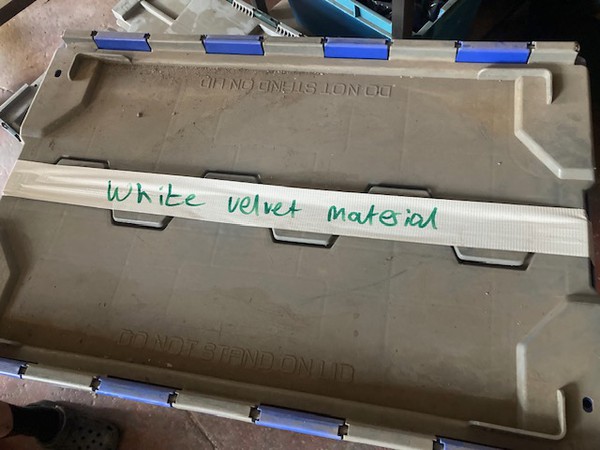 DO NOT STAND ON LID
White velvet material
DO NOT STAND ON LID